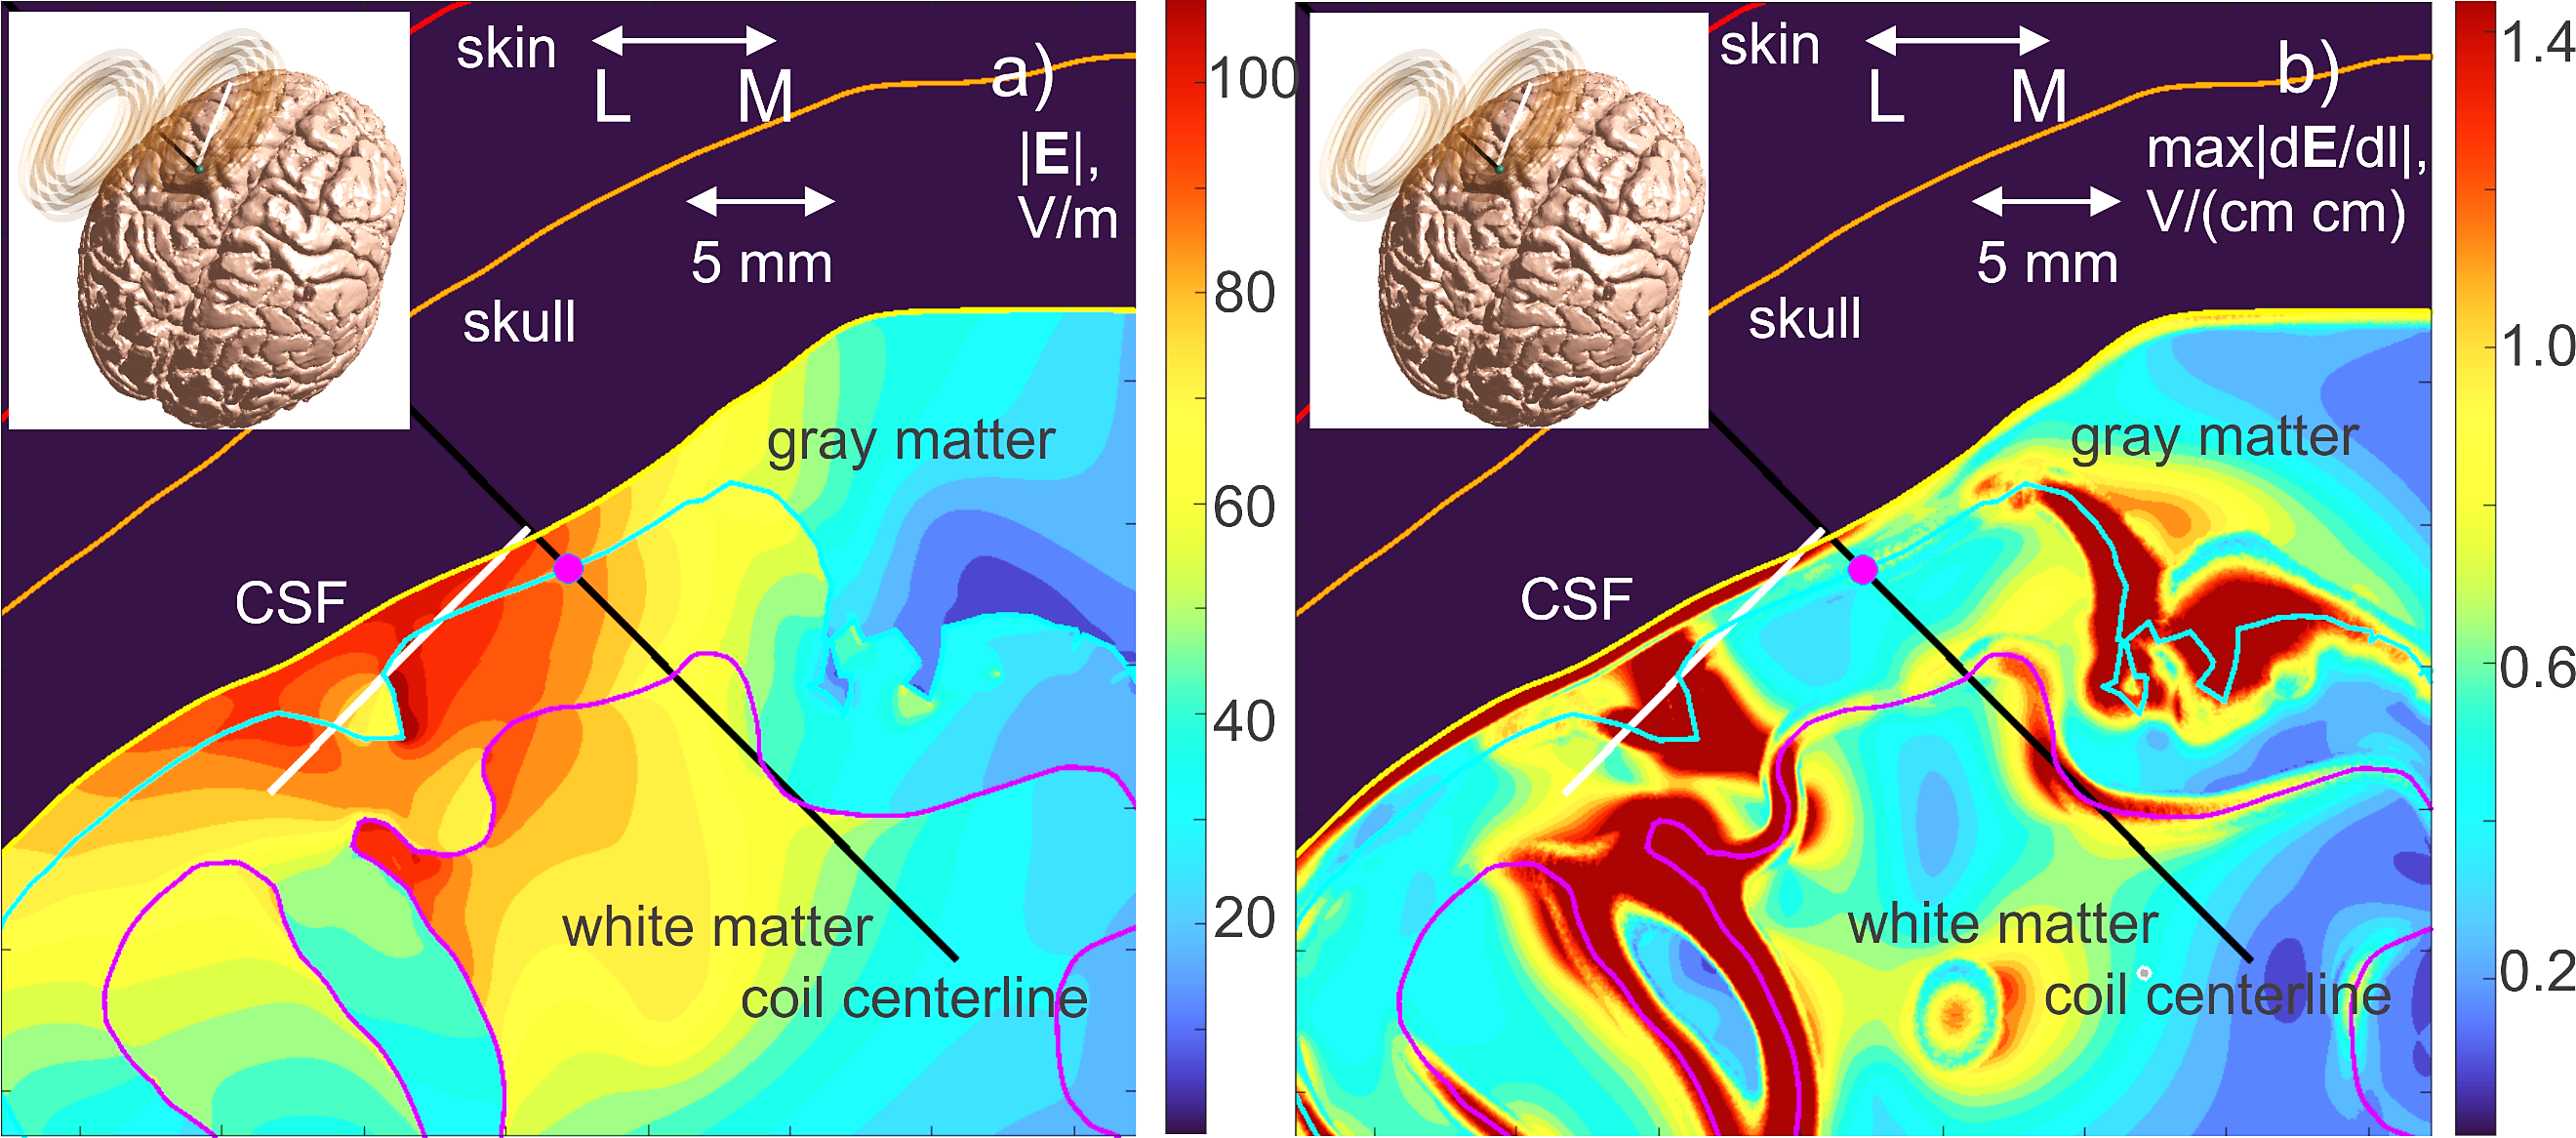 skin
L M
a)
|E|,
V/m
5 mm
skull
gray matter
CSF
white matter
coil centerline
100
80
60
40
20
skin
L M
b)
max|dE/dl|,
V/(cm cm)
5 mm
skull
gray matter
CSF
white matter
coil centerline
1.4
1.0
0.6
0.2